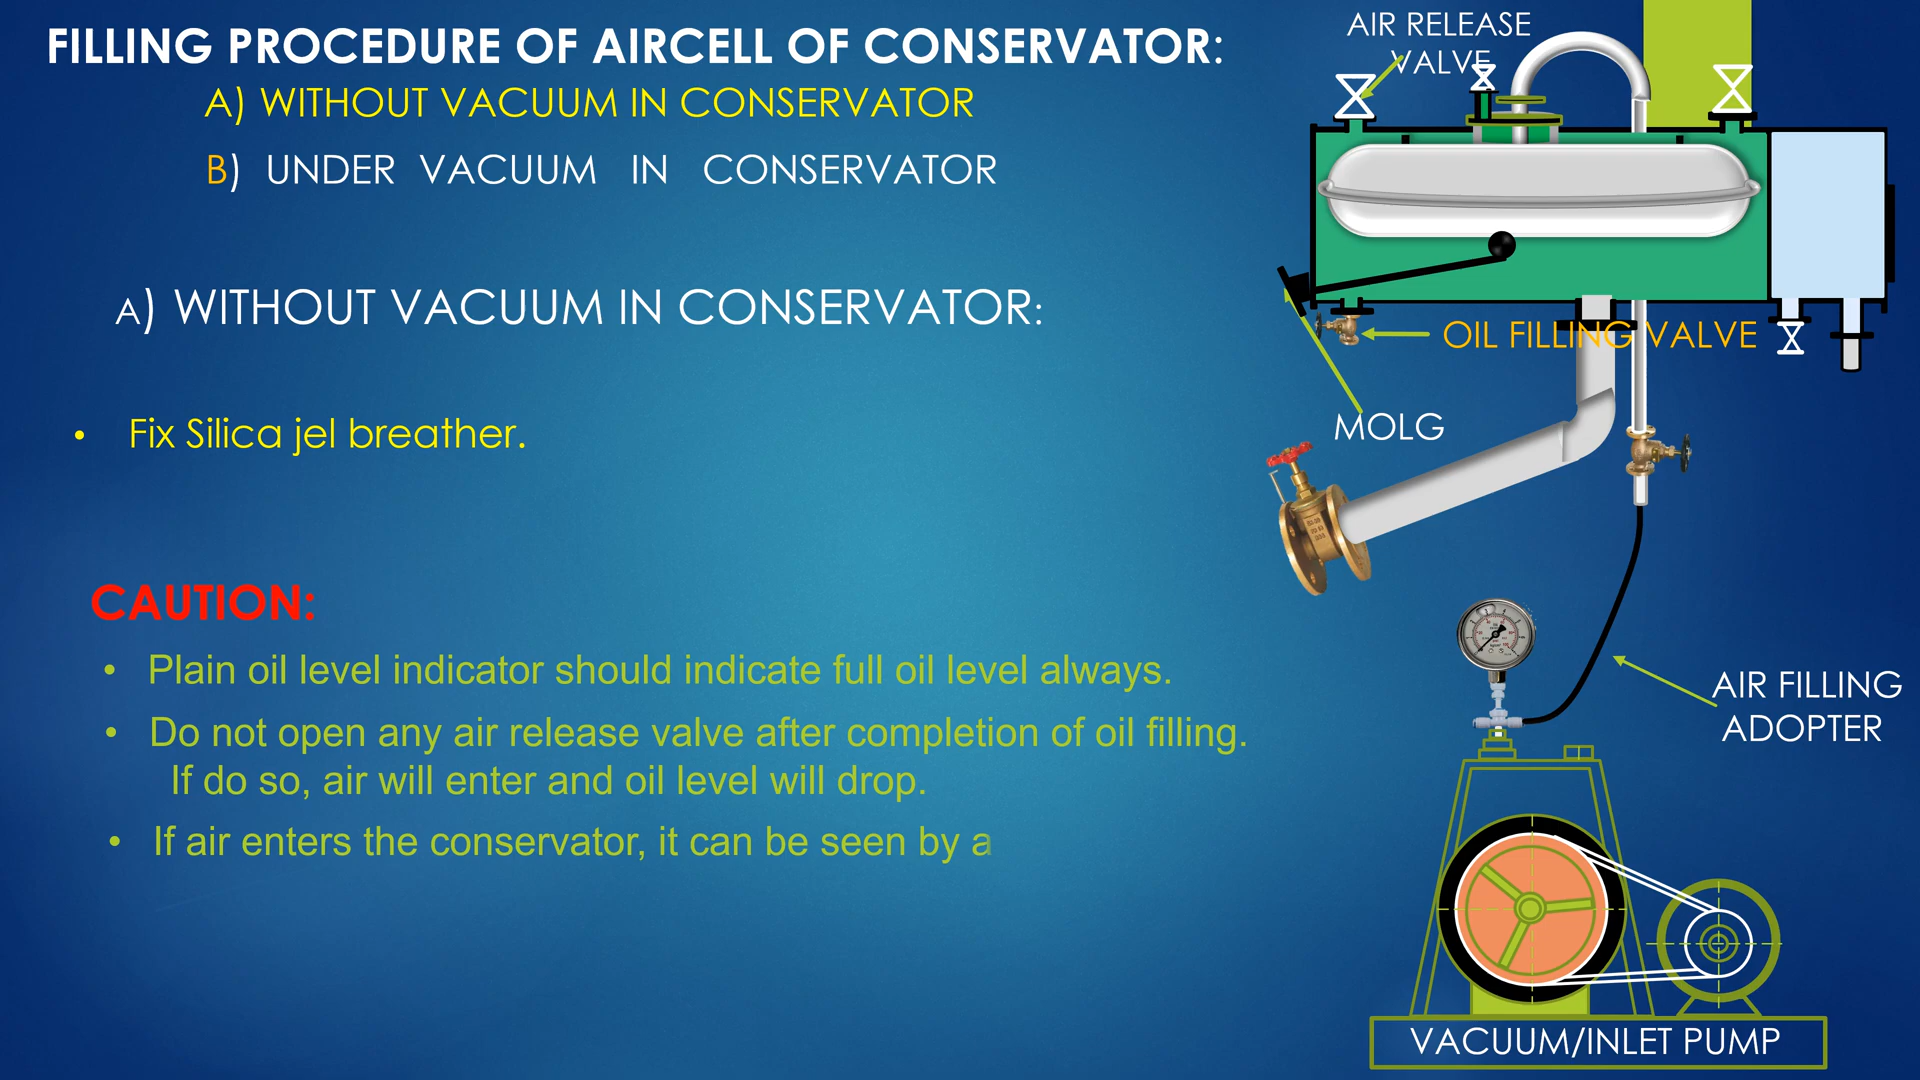 FILLING PROCEDURE OF AIRCELL OF CONSERVATOR:
A) WITHOUT VACUUM IN CONSERVATOR
B) UNDER VACUUM IN CONSERVATOR
A) WITHOUT VACUUM IN CONSERVATOR:
• Fix Silica jel breather.
CAUTION:
• Plain oil level indicator should indicate full oil level always.
• Do not open any air release valve after completion of oil filling.
If do so, air will enter and oil level will drop.
• If air enters the conservator, it can be seen by a
AIR RELEASE
VALVE
OIL FILLING VALVE
MOLG
AIR FILLING
ADOPTER
VACUUM/INLET PUMP